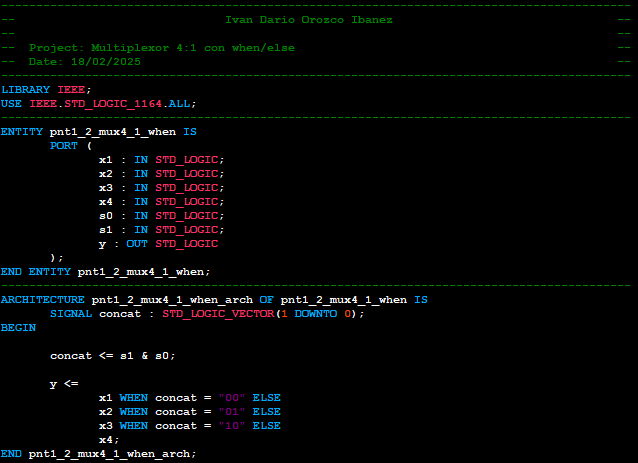 ---------------------------------------------------------------------------------------
--                              Ivan Dario Orozco Ibanez                             --
--                                                                                   --
--  Project: Multiplexor 4:1 con when/else                                           --
--  Date: 18/02/2025                                                                 --
---------------------------------------------------------------------------------------
LIBRARY IEEE;
USE IEEE.STD_LOGIC_1164.ALL;
---------------------------------------------------------------------------------------
ENTITY pnt1_2_mux4_1_when IS
PORT (
x1 : IN STD_LOGIC;
x2 : IN STD_LOGIC;
x3 : IN STD_LOGIC;
x4 : IN STD_LOGIC;
s0 : IN STD_LOGIC;
s1 : IN STD_LOGIC;
y : OUT STD_LOGIC
);
END ENTITY pnt1_2_mux4_1_when;
---------------------------------------------------------------------------------------
ARCHITECTURE pnt1_2_mux4_1_when_arch OF pnt1_2_mux4_1_when IS
SIGNAL concat : STD_LOGIC_VECTOR(1 DOWNTO 0);
BEGIN
concat <= s1 & s0;
y <=
x1 WHEN concat = "00" ELSE
x2 WHEN concat = "01" ELSE
x3 WHEN concat = "10" ELSE
x4;
END pnt1_2_mux4_1_when_arch;